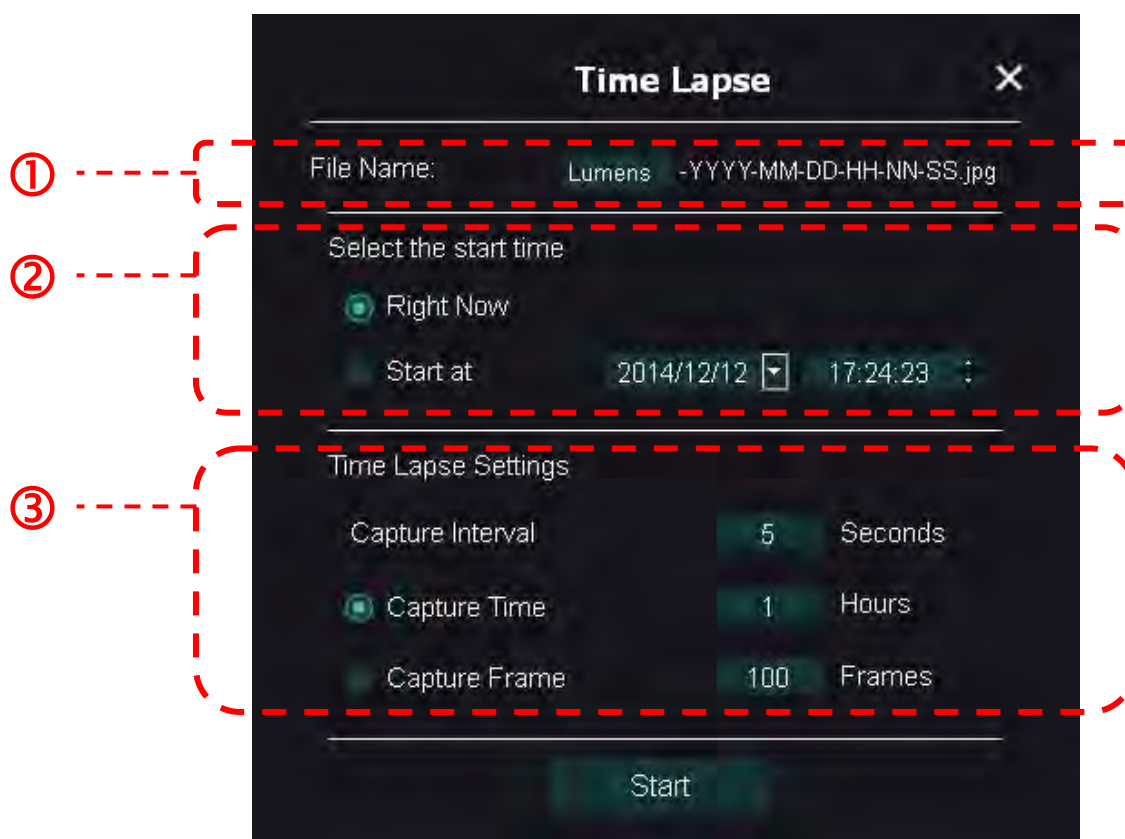 Time Lapse ×
① File Name: Lumens -YYYY-MM-DD-HH-NN-SS.jpg
② Select the start time
Right Now
Start at 2014/12/12 17:24:23
③ Time Lapse Settings
Capture Interval 5 Seconds
Capture Time 1 Hours
Capture Frame 100 Frames
Start